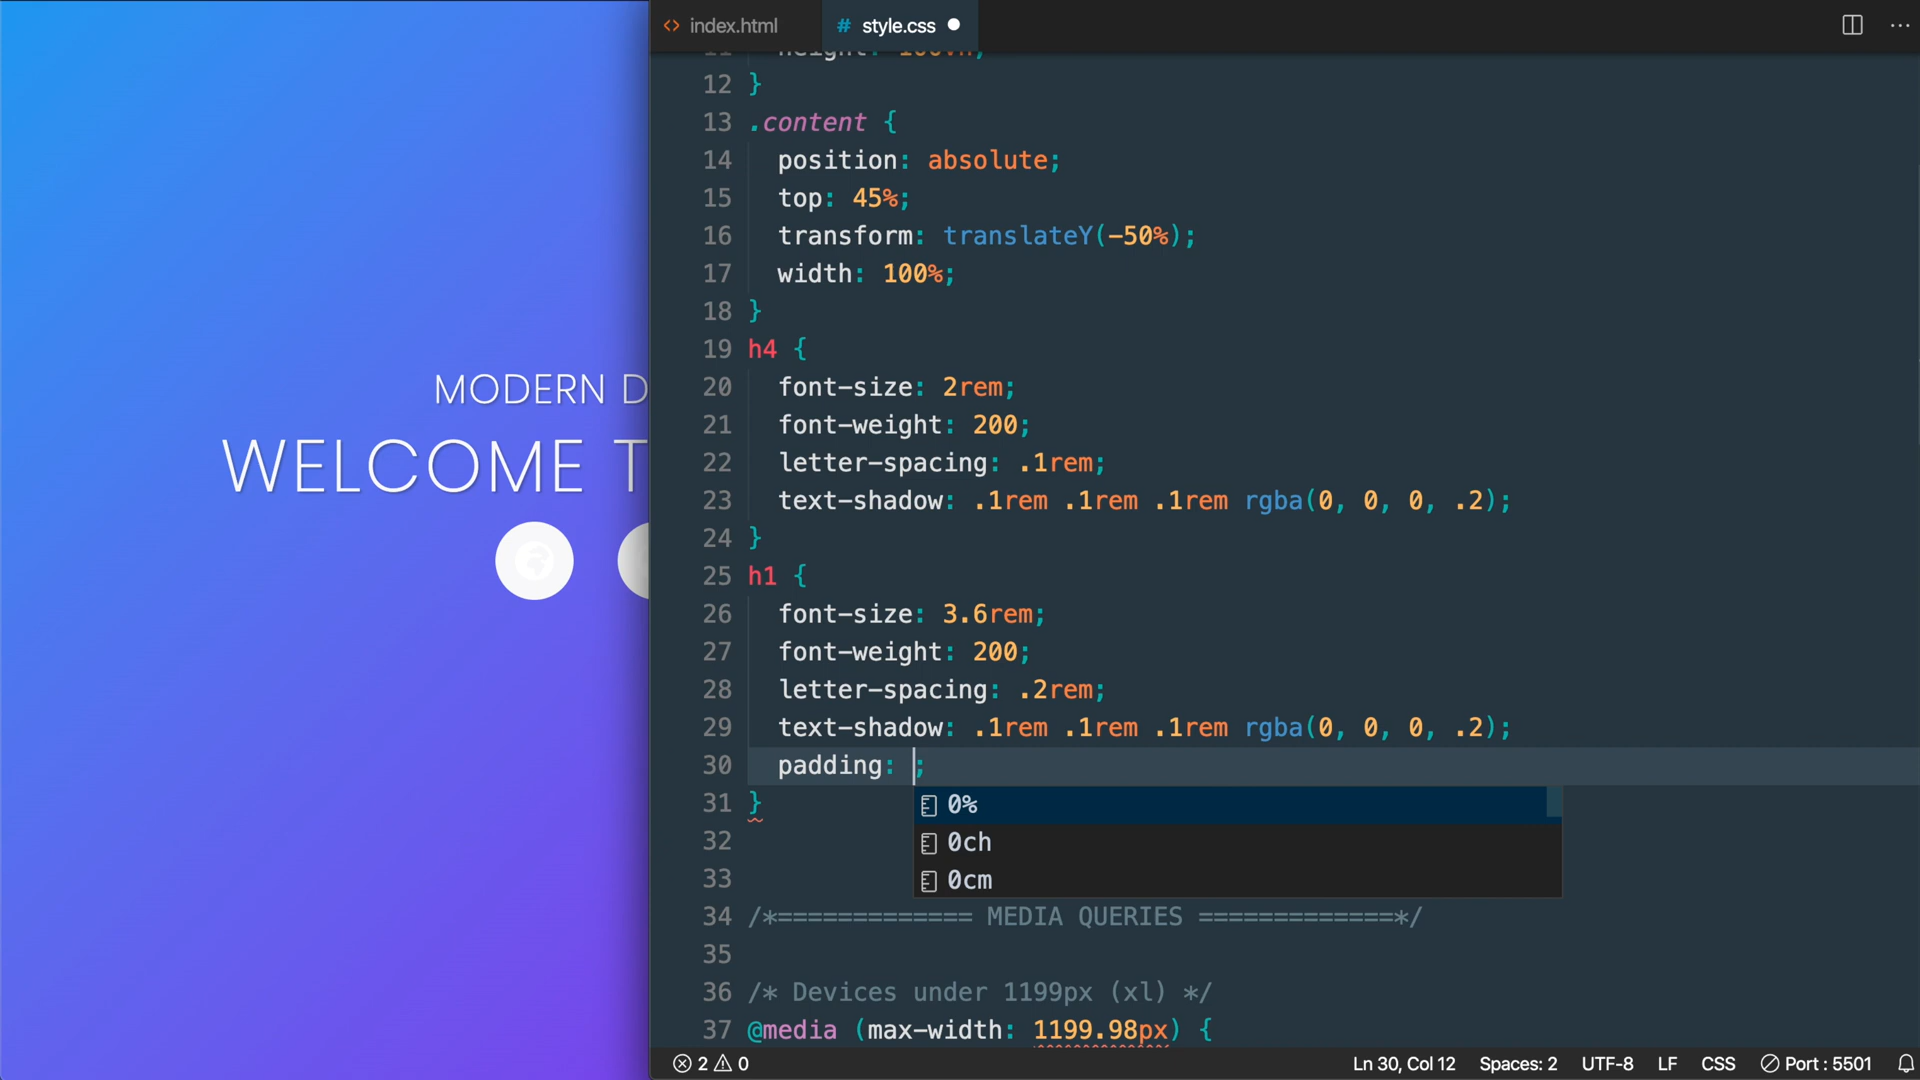 index.html
style.css
11 height: 100vh;
12 }
13 .content {
14 position: absolute;
15 top: 45%;
16 transform: translateY(-50%);
17 width: 100%;
18 }
19 h4 {
20 font-size: 2rem;
21 font-weight: 200;
22 letter-spacing: .1rem;
23 text-shadow: .1rem .1rem .1rem rgba(0, 0, 0, .2);
24 }
25 h1 {
26 font-size: 3.6rem;
27 font-weight: 200;
28 letter-spacing: .2rem;
29 text-shadow: .1rem .1rem .1rem rgba(0, 0, 0, .2);
30 padding: ;
31 }
0%
32
0ch
33
0cm
34 /*============= MEDIA QUERIES =============*/
35
36 /* Devices under 1199px (xl) */
37 @media (max-width: 1199.98px) {
MODERN D
WELCOME T
2 0
Ln 30, Col 12 Spaces: 2 UTF-8 LF CSS Port : 5501